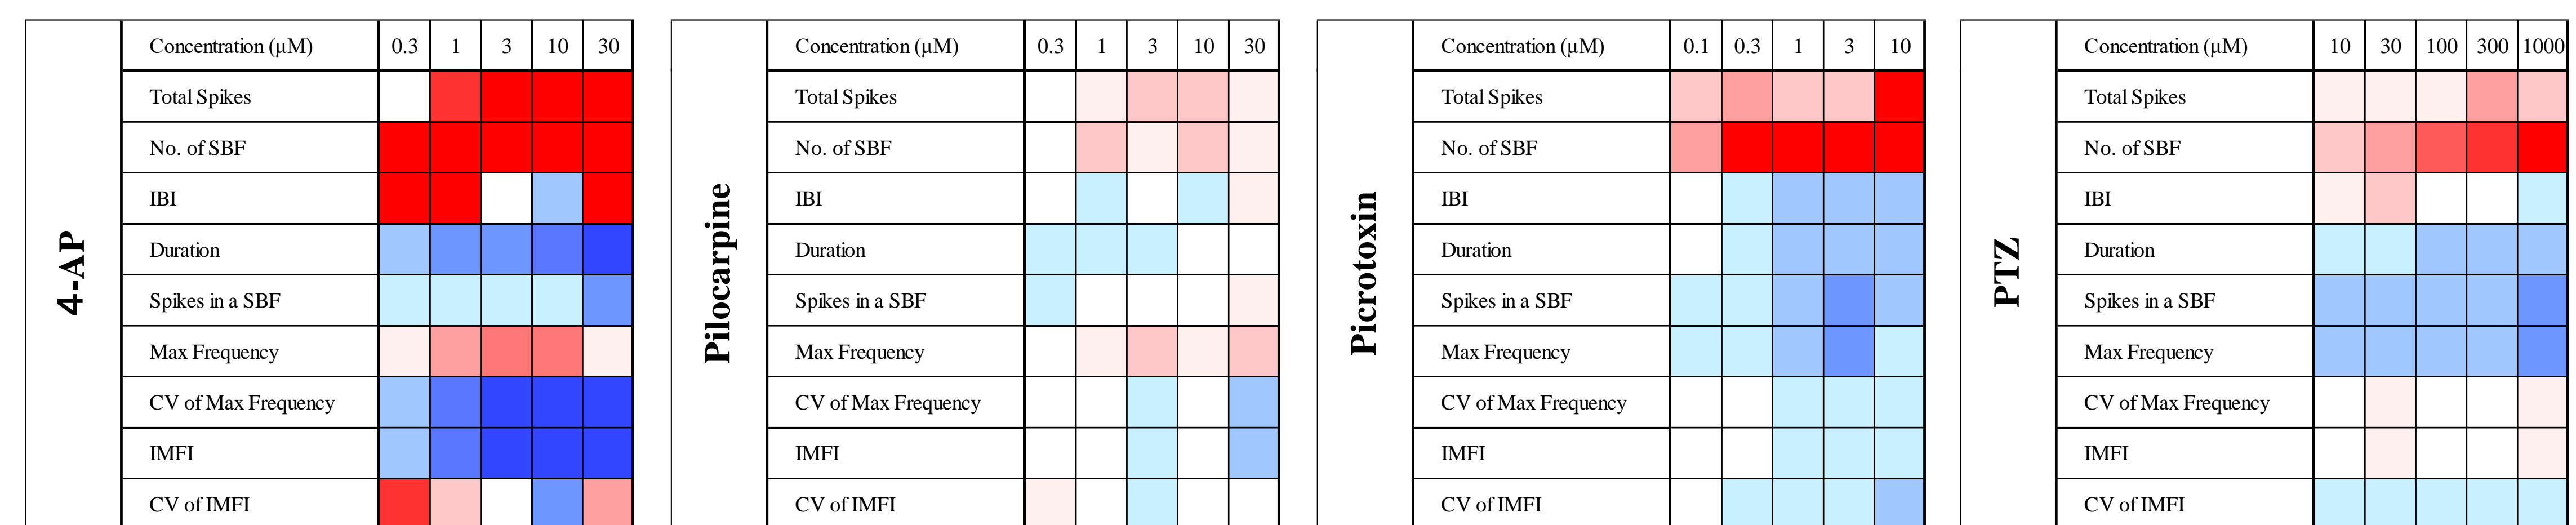 4-AP
Concentration (µM) 0.3 1 3 10 30
Total Spikes
No. of SBF
IBI
Duration
Spikes in a SBF
Max Frequency
CV of Max Frequency
IMFI
CV of IMFI
Pilocarpine
Concentration (µM) 0.3 1 3 10 30
Total Spikes
No. of SBF
IBI
Duration
Spikes in a SBF
Max Frequency
CV of Max Frequency
IMFI
CV of IMFI
Picrotoxin
Concentration (µM) 0.1 0.3 1 3 10
Total Spikes
No. of SBF
IBI
Duration
Spikes in a SBF
Max Frequency
CV of Max Frequency
IMFI
CV of IMFI
PTZ
Concentration (µM) 10 30 100 300 1000
Total Spikes
No. of SBF
IBI
Duration
Spikes in a SBF
Max Frequency
CV of Max Frequency
IMFI
CV of IMFI